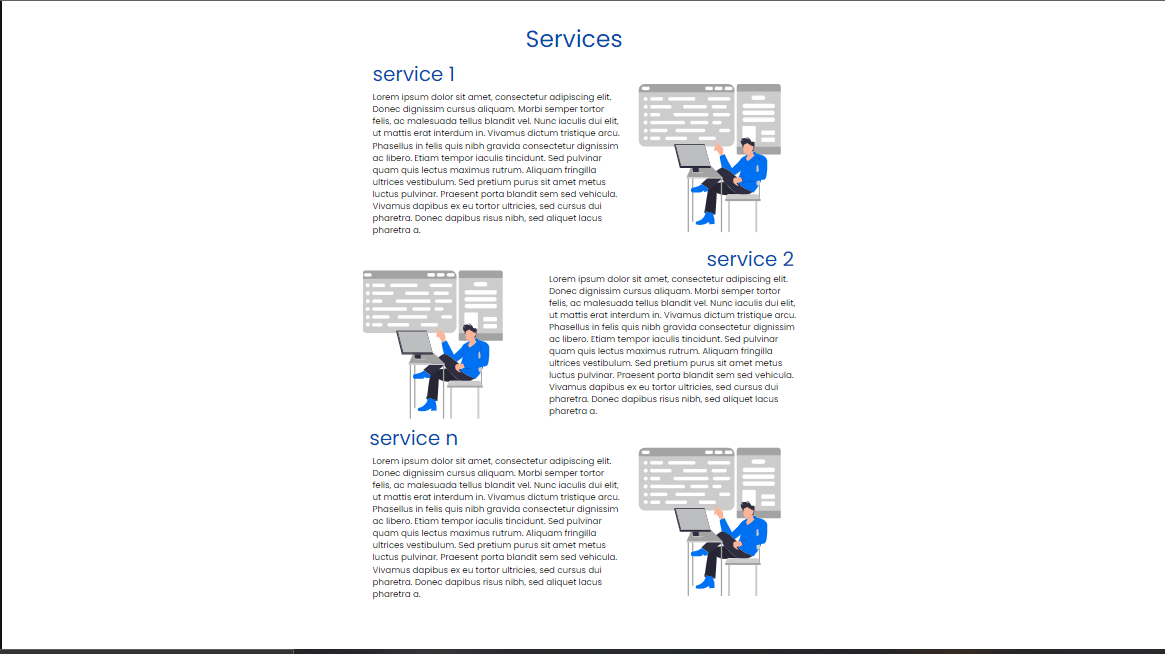 Services
service 1
Lorem ipsum dolor sit amet, consectetur adipiscing elit.
Donec dignissim cursus aliquam. Morbi semper tortor
felis, ac malesuada tellus blandit vel. Nunc iaculis dui elit,
ut mattis erat interdum in. Vivamus dictum tristique arcu.
Phasellus in felis quis nibh gravida consectetur dignissim
ac libero. Etiam tempor iaculis tincidunt. Sed pulvinar
quam quis lectus maximus rutrum. Aliquam fringilla
ultrices vestibulum. Sed pretium purus sit amet metus
luctus pulvinar. Praesent porta blandit sem sed vehicula.
Vivamus dapibus ex eu tortor ultricies, sed cursus dui
pharetra. Donec dapibus risus nibh, sed aliquet lacus
pharetra a.
service 2
Lorem ipsum dolor sit amet, consectetur adipiscing elit.
Donec dignissim cursus aliquam. Morbi semper tortor
felis, ac malesuada tellus blandit vel. Nunc iaculis dui elit,
ut mattis erat interdum in. Vivamus dictum tristique arcu.
Phasellus in felis quis nibh gravida consectetur dignissim
ac libero. Etiam tempor iaculis tincidunt. Sed pulvinar
quam quis lectus maximus rutrum. Aliquam fringilla
ultrices vestibulum. Sed pretium purus sit amet metus
luctus pulvinar. Praesent porta blandit sem sed vehicula.
Vivamus dapibus ex eu tortor ultricies, sed cursus dui
pharetra. Donec dapibus risus nibh, sed aliquet lacus
pharetra a.
service n
Lorem ipsum dolor sit amet, consectetur adipiscing elit.
Donec dignissim cursus aliquam. Morbi semper tortor
felis, ac malesuada tellus blandit vel. Nunc iaculis dui elit,
ut mattis erat interdum in. Vivamus dictum tristique arcu.
Phasellus in felis quis nibh gravida consectetur dignissim
ac libero. Etiam tempor iaculis tincidunt. Sed pulvinar
quam quis lectus maximus rutrum. Aliquam fringilla
ultrices vestibulum. Sed pretium purus sit amet metus
luctus pulvinar. Praesent porta blandit sem sed vehicula.
Vivamus dapibus ex eu tortor ultricies, sed cursus dui
pharetra. Donec dapibus risus nibh, sed aliquet lacus
pharetra a.